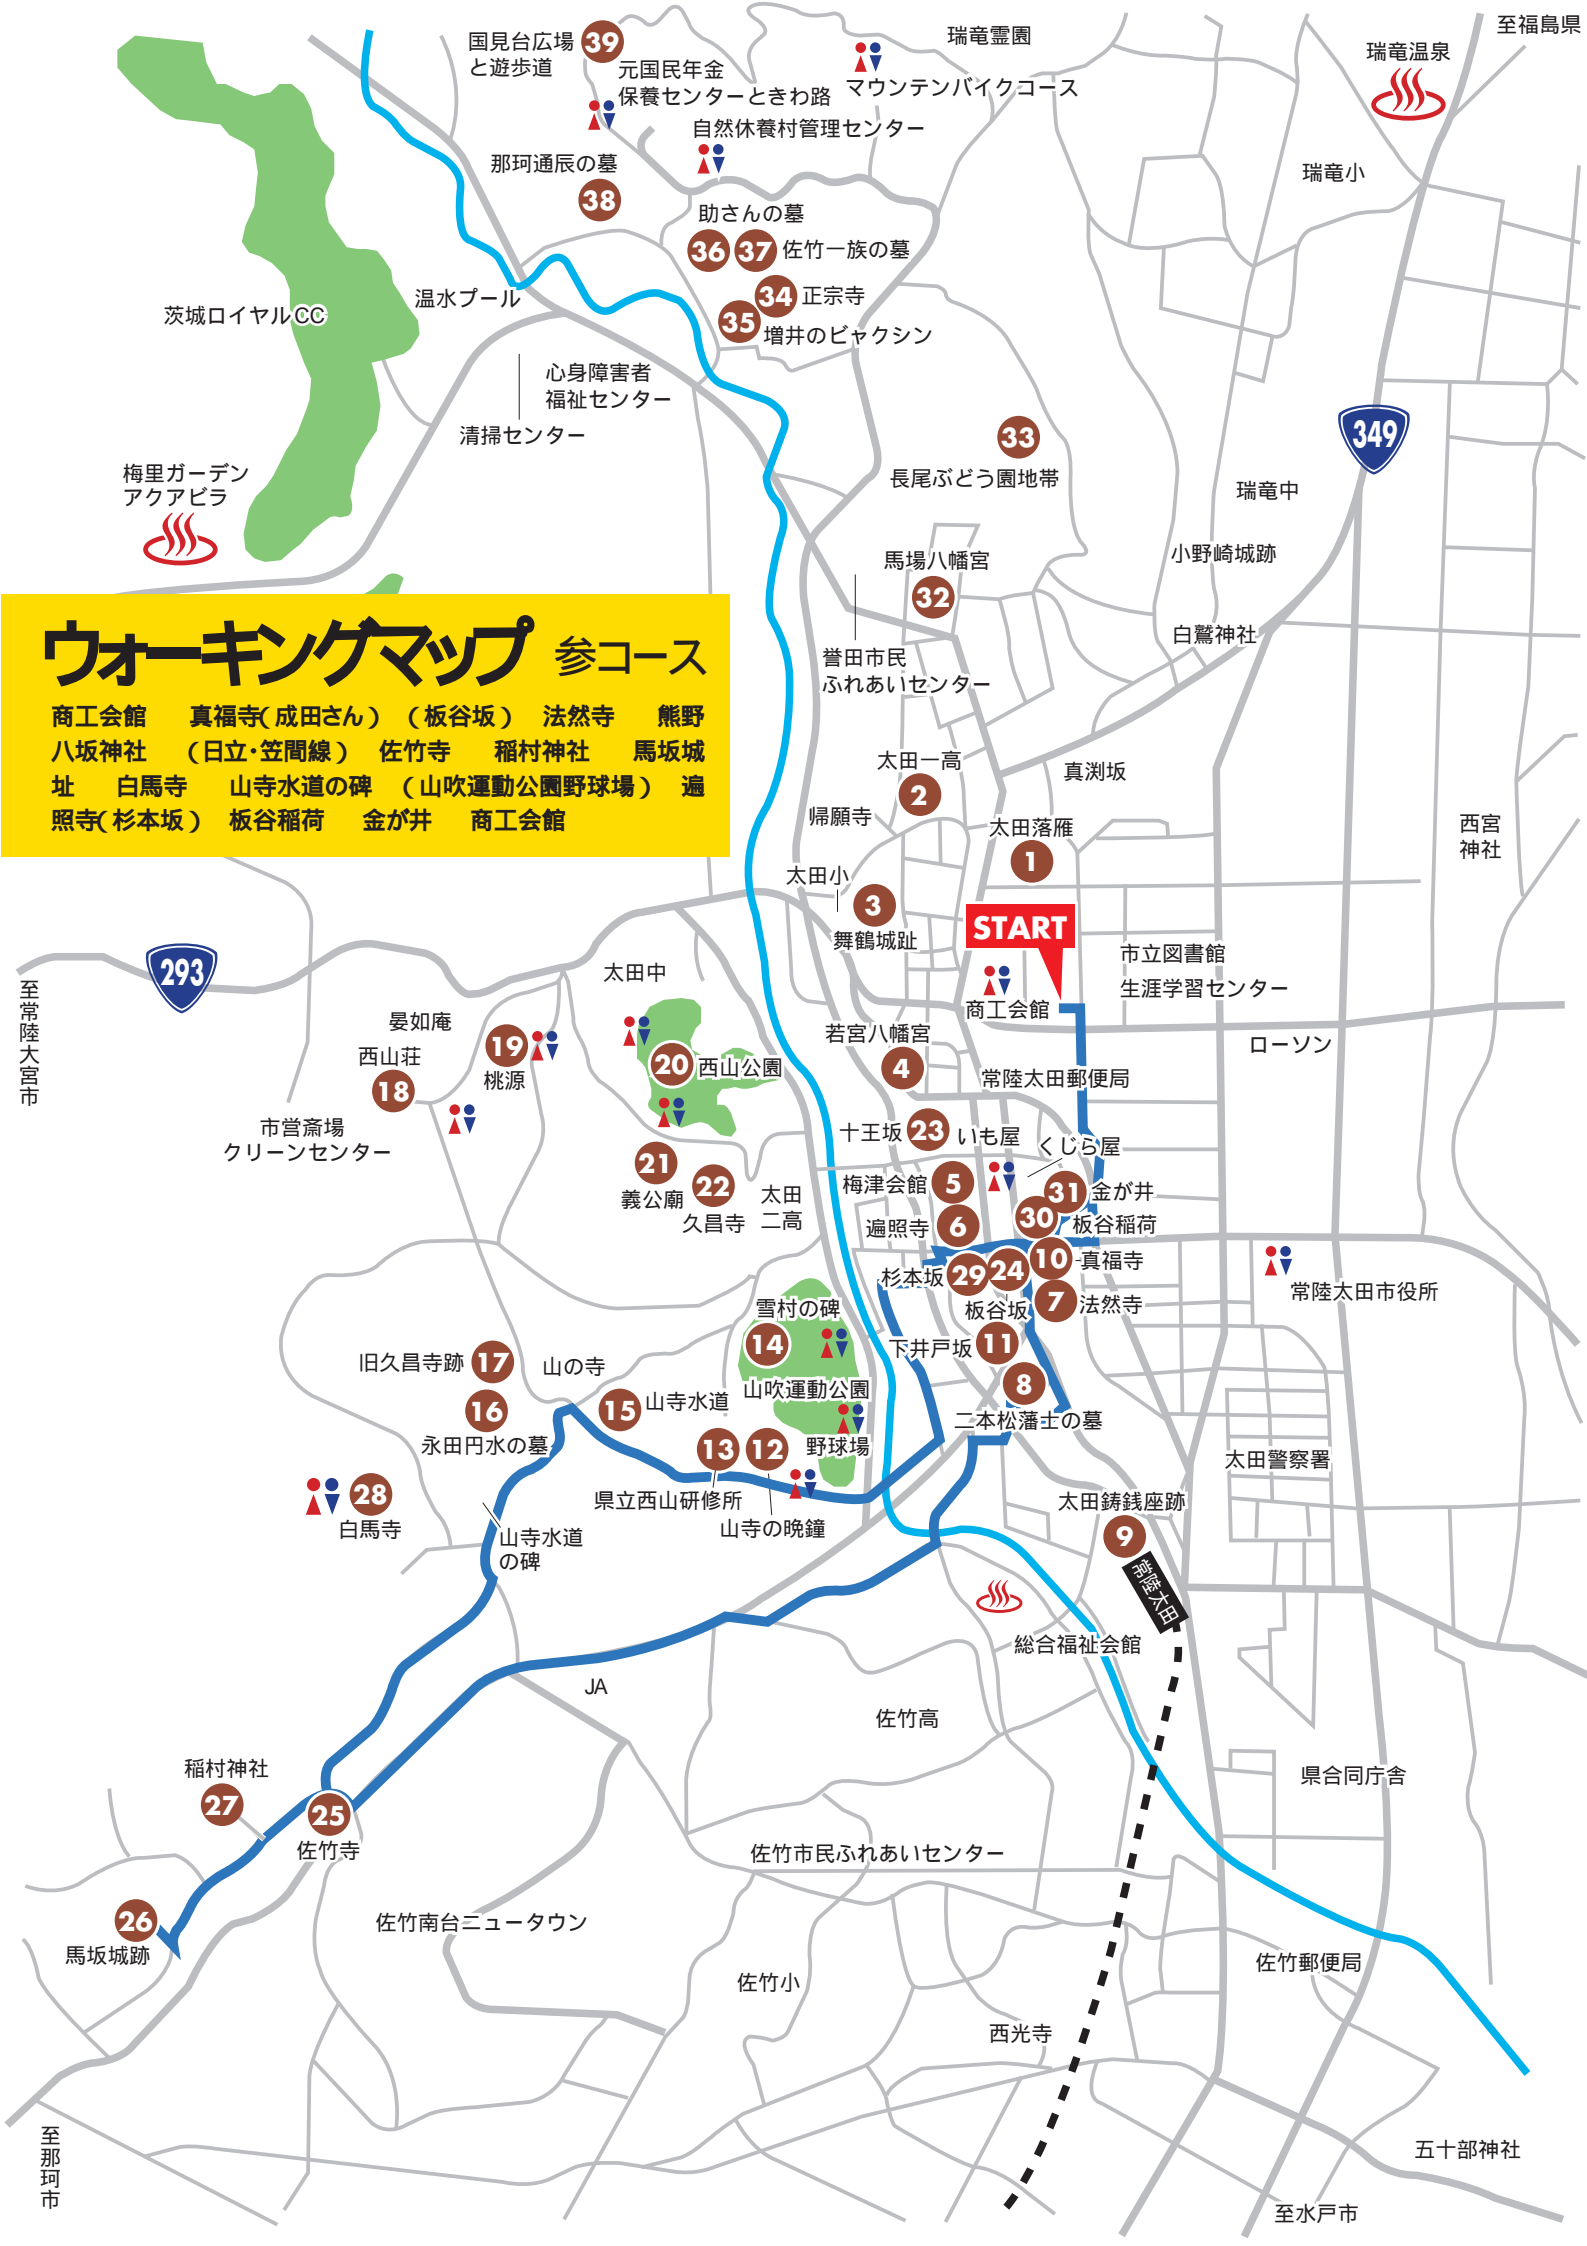 国見台広場
と遊歩道
39
元国民年金
保養センターときわ路
自然休養村管理センター
マウンテンバイクコース
瑞竜霊園
瑞竜温泉
至福島県
瑞竜小
那珂通辰の墓
38
助さんの墓
36
37
佐竹一族の墓
34
正宗寺
35
増井のビャクシン
温水プール
茨城ロイヤルCC
心身障害者
福祉センター
清掃センター
梅里ガーデン
アクアビラ
33
長尾ぶどう園地帯
349
瑞竜中
小野崎城跡
白鷺神社
馬場八幡宮
32
誉田市民
ふれあいセンター
ウォーキングマップ 参コース
商工会館 真福寺(成田さん) (板谷坂) 法然寺 熊野
八坂神社 (日立・笠間線) 佐竹寺 稲村神社 馬坂城
址 白馬寺 山寺水道の碑 (山吹運動公園野球場) 遍
照寺(杉本坂) 板谷稲荷 金が井 商工会館
太田一高
2
真渕坂
帰願寺
太田落雁
1
西宮
神社
太田小
3
舞鶴城趾
START
商工会館
市立図書館
生涯学習センター
ローソン
293
至常陸大宮市
太田中
晏如庵
西山荘
18
19
桃源
20
西山公園
市営斎場
クリーンセンター
21
義公廟
22
久昌寺
太田
二高
若宮八幡宮
4
常陸太田郵便局
十王坂
23
いも屋
くじら屋
梅津会館
5
31
金が井
遍照寺
6
30
板谷稲荷
10
真福寺
杉本坂
29
24
板谷坂
7
法然寺
常陸太田市役所
下井戸坂
11
8
二本松藩士の墓
雪村の碑
14
山吹運動公園
野球場
旧久昌寺跡
17
山の寺
16
永田円水の墓
15
山寺水道
13
12
県立西山研修所
山寺の晩鐘
28
白馬寺
山寺水道
の碑
太田警察署
太田鋳銭座跡
9
常陸太田
総合福祉会館
JA
佐竹高
県合同庁舎
稲村神社
27
25
佐竹寺
26
馬坂城跡
佐竹市民ふれあいセンター
佐竹南台ニュータウン
佐竹小
佐竹郵便局
西光寺
五十部神社
至那珂市
至水戸市